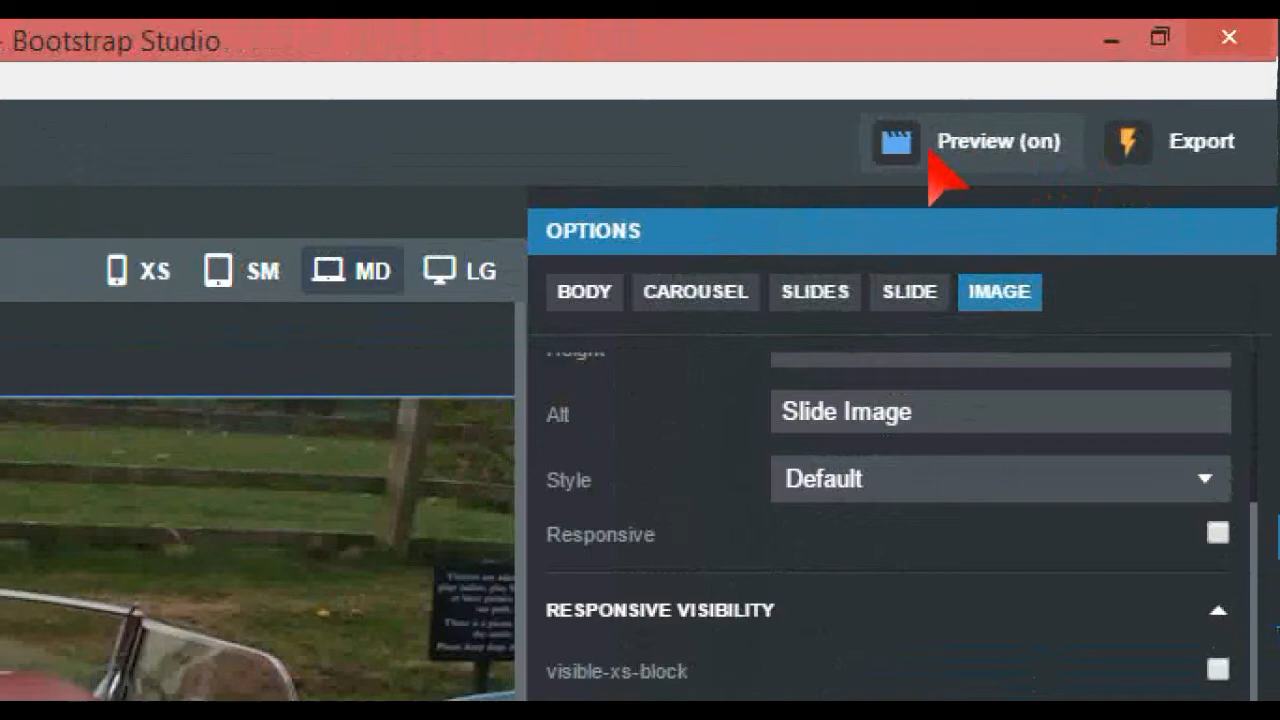 - Bootstrap Studio
Preview (on)
Export
OPTIONS
XS SM MD LG
BODY CAROUSEL SLIDES SLIDE IMAGE
Height
Alt
Slide Image
Style
Default
Responsive
RESPONSIVE VISIBILITY
visible-xs-block